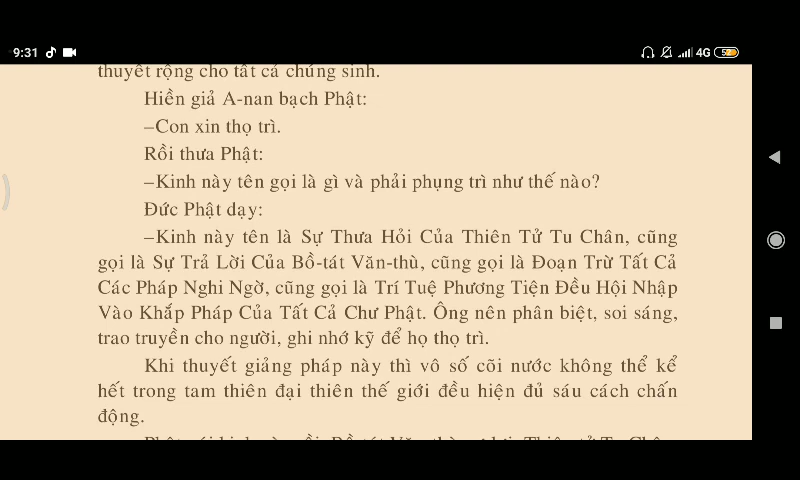 9:31
4G
52
thuyết rộng cho tất cả chúng sinh.
Hiền giả A-nan bạch Phật:
–Con xin thọ trì.
Rồi thưa Phật:
–Kinh này tên gọi là gì và phải phụng trì như thế nào?
Đức Phật dạy:
–Kinh này tên là Sự Thưa Hỏi Của Thiên Tử Tu Chân, cũng
gọi là Sự Trả Lời Của Bồ-tát Văn-thù, cũng gọi là Đoạn Trừ Tất Cả
Các Pháp Nghi Ngờ, cũng gọi là Trí Tuệ Phương Tiện Đều Hội Nhập
Vào Khắp Pháp Của Tất Cả Chư Phật. Ông nên phân biệt, soi sáng,
trao truyền cho người, ghi nhớ kỹ để họ thọ trì.
Khi thuyết giảng pháp này thì vô số cõi nước không thể kể
hết trong tam thiên đại thiên thế giới đều hiện đủ sáu cách chấn
động.